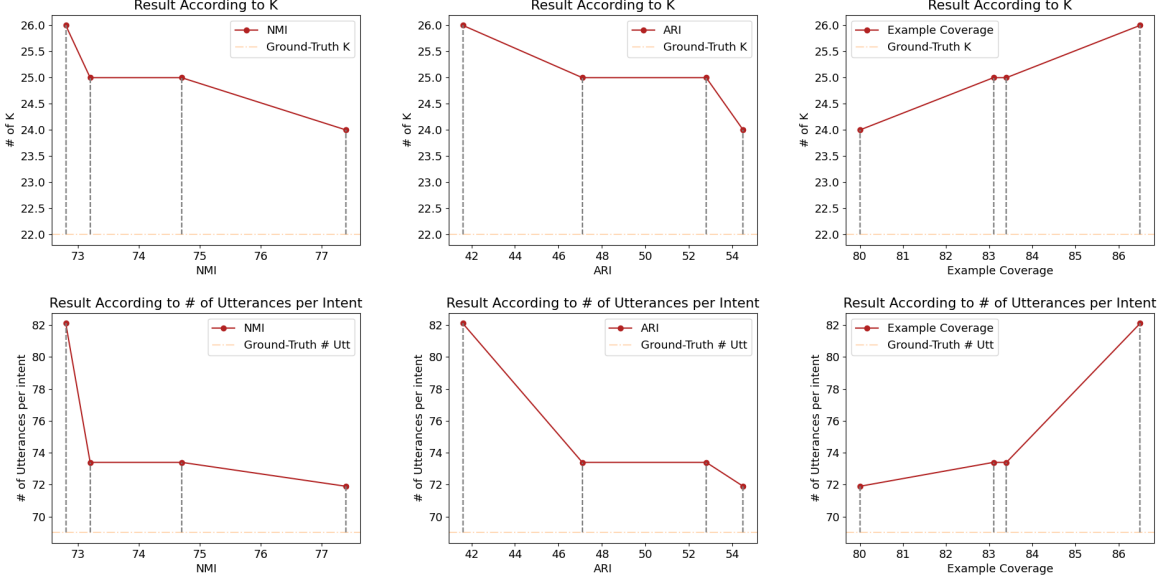 Result According to K
26.0
25.5
25.0
24.5
24.0
23.5
23.0
22.5
22.0
# of K
NMI
Ground-Truth K
73
74
75
76
77
NMI
Result According to K
26.0
25.5
25.0
24.5
24.0
23.5
23.0
22.5
22.0
# of K
ARI
Ground-Truth K
42
44
46
48
50
52
54
ARI
Result According to K
26.0
25.5
25.0
24.5
24.0
23.5
23.0
22.5
22.0
# of K
Example Coverage
Ground-Truth K
80
81
82
83
84
85
86
Example Coverage
Result According to # of Utterances per Intent
82
80
78
76
74
72
70
# of Utterances per intent
NMI
Ground-Truth # Utt
73
74
75
76
77
NMI
Result According to # of Utterances per Intent
82
80
78
76
74
72
70
# of Utterances per intent
ARI
Ground-Truth # Utt
42
44
46
48
50
52
54
ARI
Result According to # of Utterances per Intent
82
80
78
76
74
72
70
# of Utterances per intent
Example Coverage
Ground-Truth # Utt
80
81
82
83
84
85
86
Example Coverage